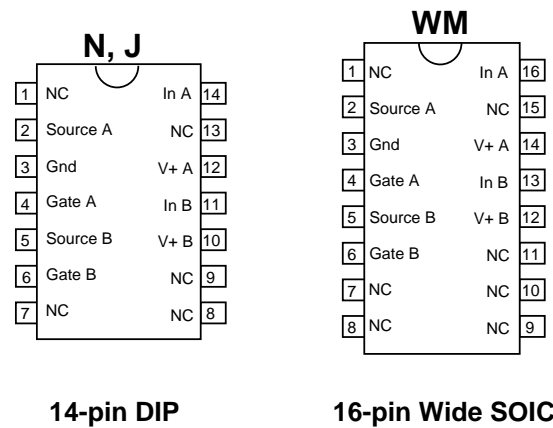 N, J
1 NC In A 14
2 Source A NC 13
3 Gnd V+ A 12
4 Gate A In B 11
5 Source B V+ B 10
6 Gate B NC 9
7 NC NC 8
14-pin DIP
WM
1 NC In A 16
2 Source A NC 15
3 Gnd V+ A 14
4 Gate A In B 13
5 Source B V+ B 12
6 Gate B NC 11
7 NC NC 10
8 NC NC 9
16-pin Wide SOIC